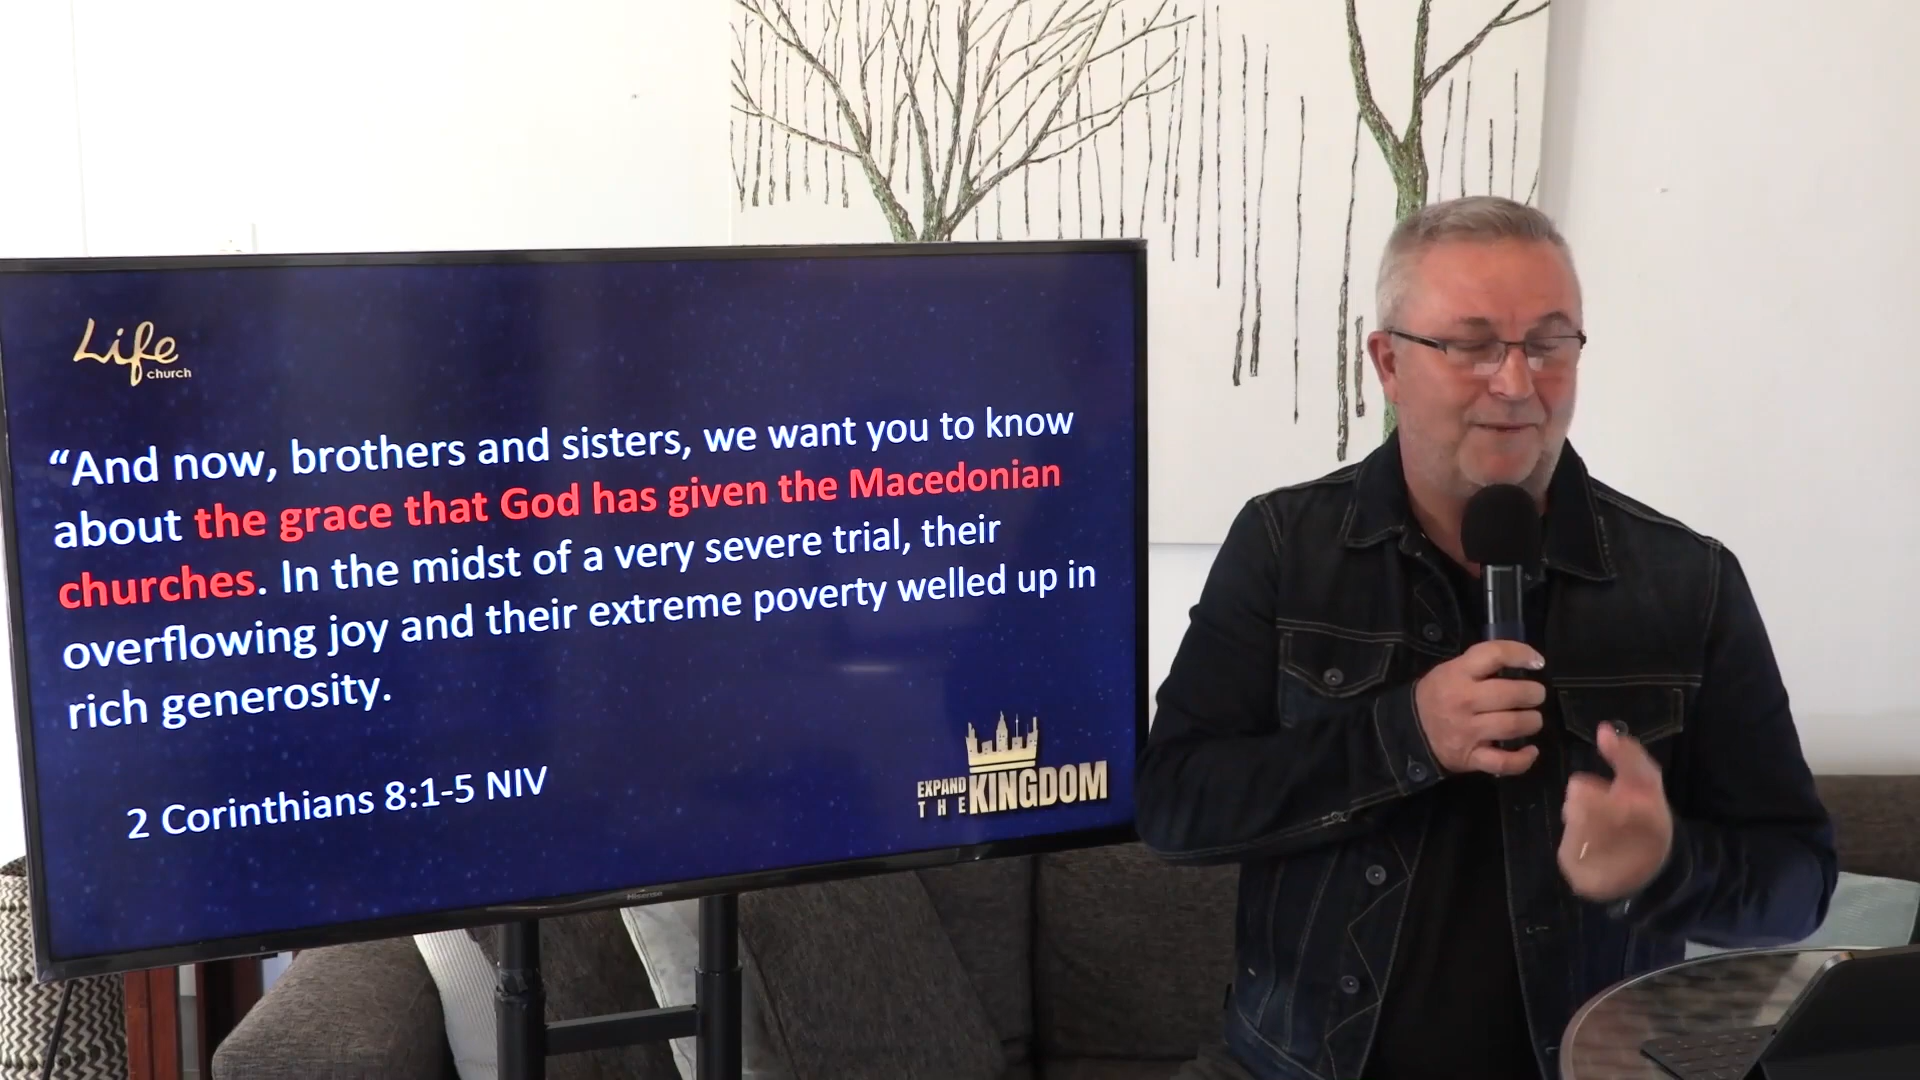 Life
church
“And now, brothers and sisters, we want you to know
about the grace that God has given the Macedonian
churches. In the midst of a very severe trial, their
overflowing joy and their extreme poverty welled up in
rich generosity.
2 Corinthians 8:1-5 NIV
EXPAND
THE KINGDOM
Hisense